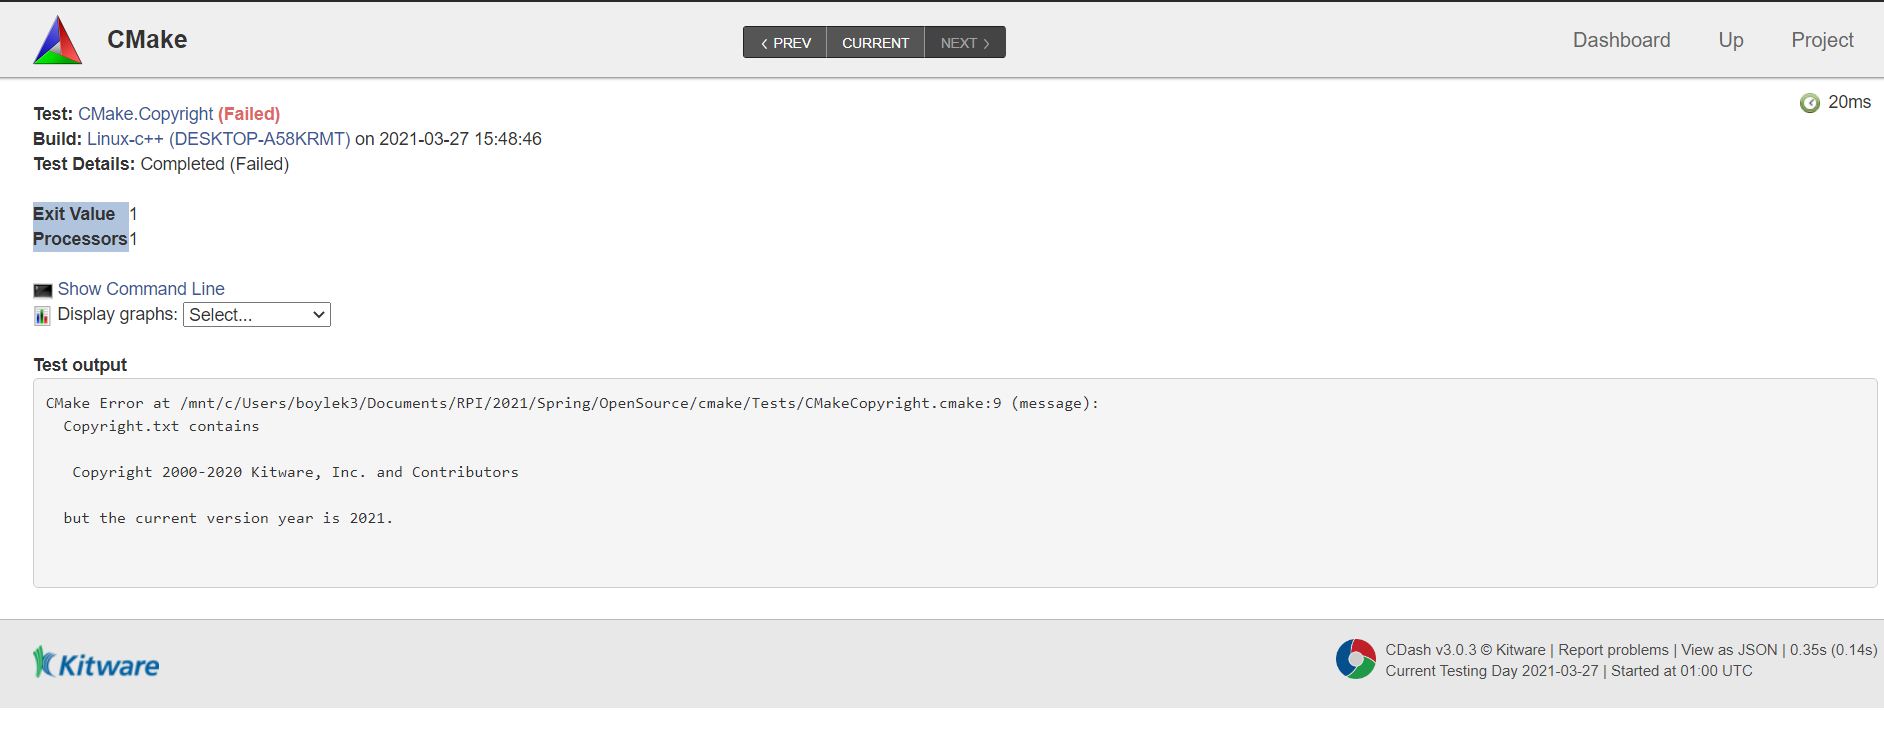 CMake
PREV CURRENT NEXT
Dashboard Up Project
Test: CMake.Copyright (Failed)
20ms
Build: Linux-c++ (DESKTOP-A58KRMT) on 2021-03-27 15:48:46
Test Details: Completed (Failed)
Exit Value 1
Processors 1
Show Command Line
Display graphs: Select...
Test output
CMake Error at /mnt/c/Users/boylek3/Documents/RPI/2021/Spring/OpenSource/cmake/Tests/CMakeCopyright.cmake:9 (message):
Copyright.txt contains
Copyright 2000-2020 Kitware, Inc. and Contributors
but the current version year is 2021.
Kitware
CDash v3.0.3 © Kitware | Report problems | View as JSON | 0.35s (0.14s)
Current Testing Day 2021-03-27 | Started at 01:00 UTC